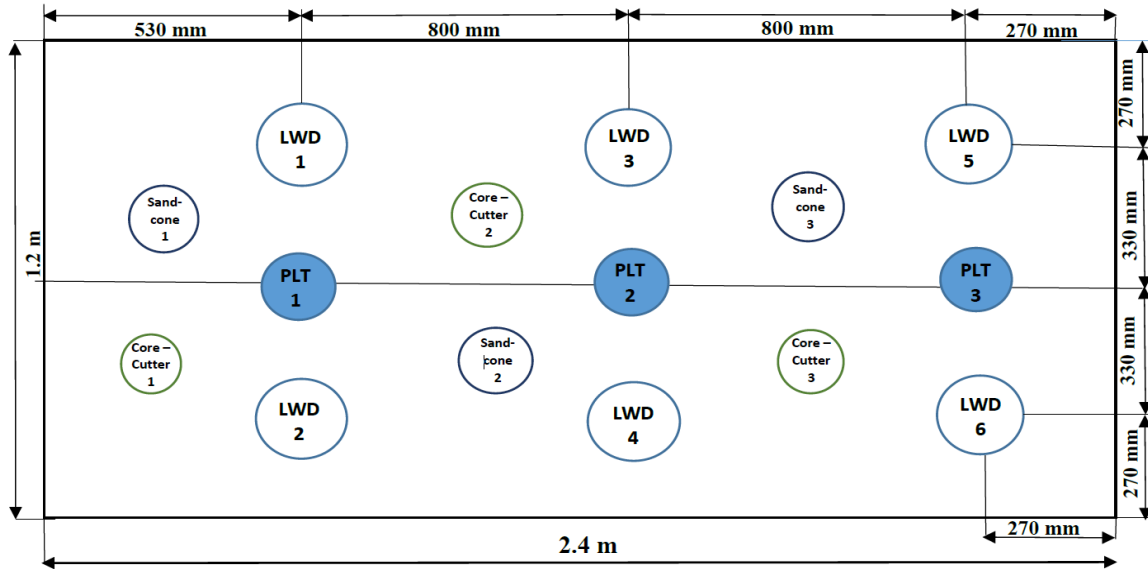 530 mm
800 mm
800 mm
270 mm
270 mm
330 mm
330 mm
270 mm
1.2 m
LWD
1
LWD
3
LWD
5
Sand-
cone
1
Core –
Cutter
2
Sand-
cone
3
PLT
1
PLT
2
PLT
3
Core –
Cutter
1
Sand-
cone
2
Core –
Cutter
3
LWD
2
LWD
4
LWD
6
270 mm
2.4 m